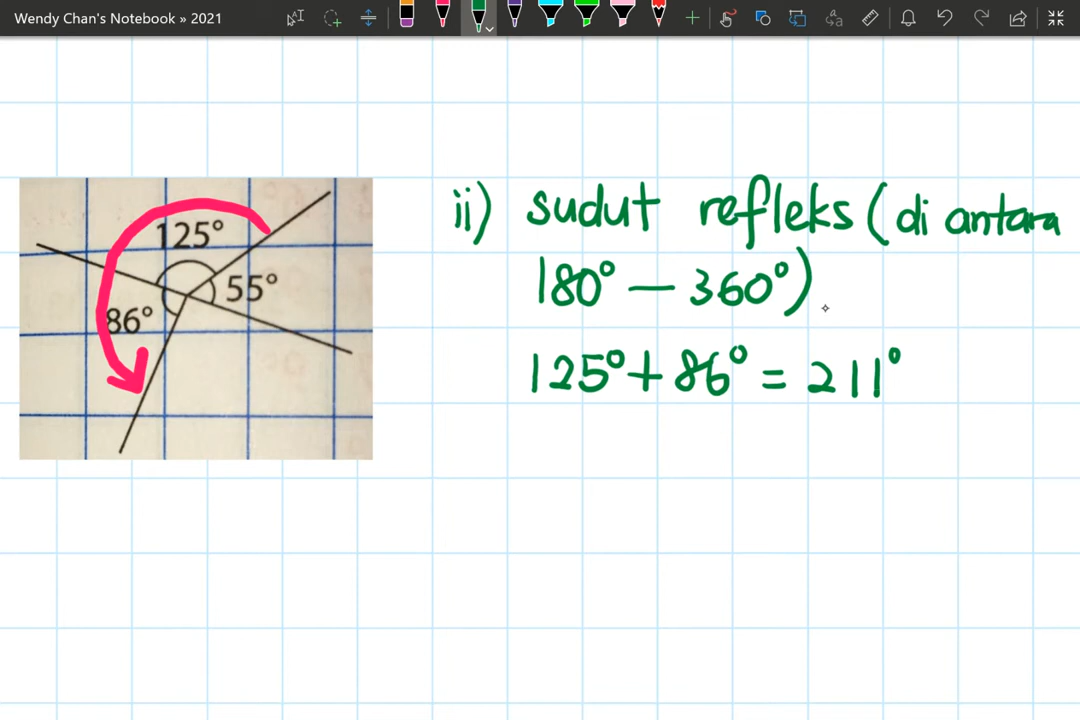 Wendy Chan's Notebook » 2021
125°
55°
86°
ii) sudut refleks (di antara
180° — 360°)
125° + 86° = 211°